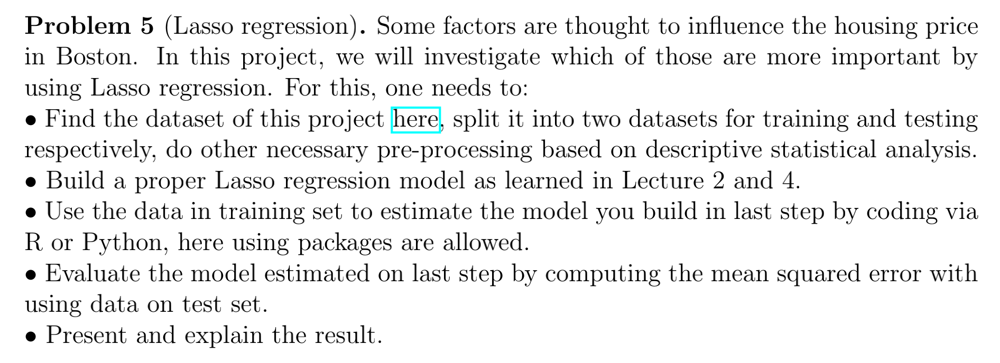 Problem 5 (Lasso regression). Some factors are thought to influence the housing price
in Boston. In this project, we will investigate which of those are more important by
using Lasso regression. For this, one needs to:
• Find the dataset of this project here, split it into two datasets for training and testing
respectively, do other necessary pre-processing based on descriptive statistical analysis.
• Build a proper Lasso regression model as learned in Lecture 2 and 4.
• Use the data in training set to estimate the model you build in last step by coding via
R or Python, here using packages are allowed.
• Evaluate the model estimated on last step by computing the mean squared error with
using data on test set.
• Present and explain the result.